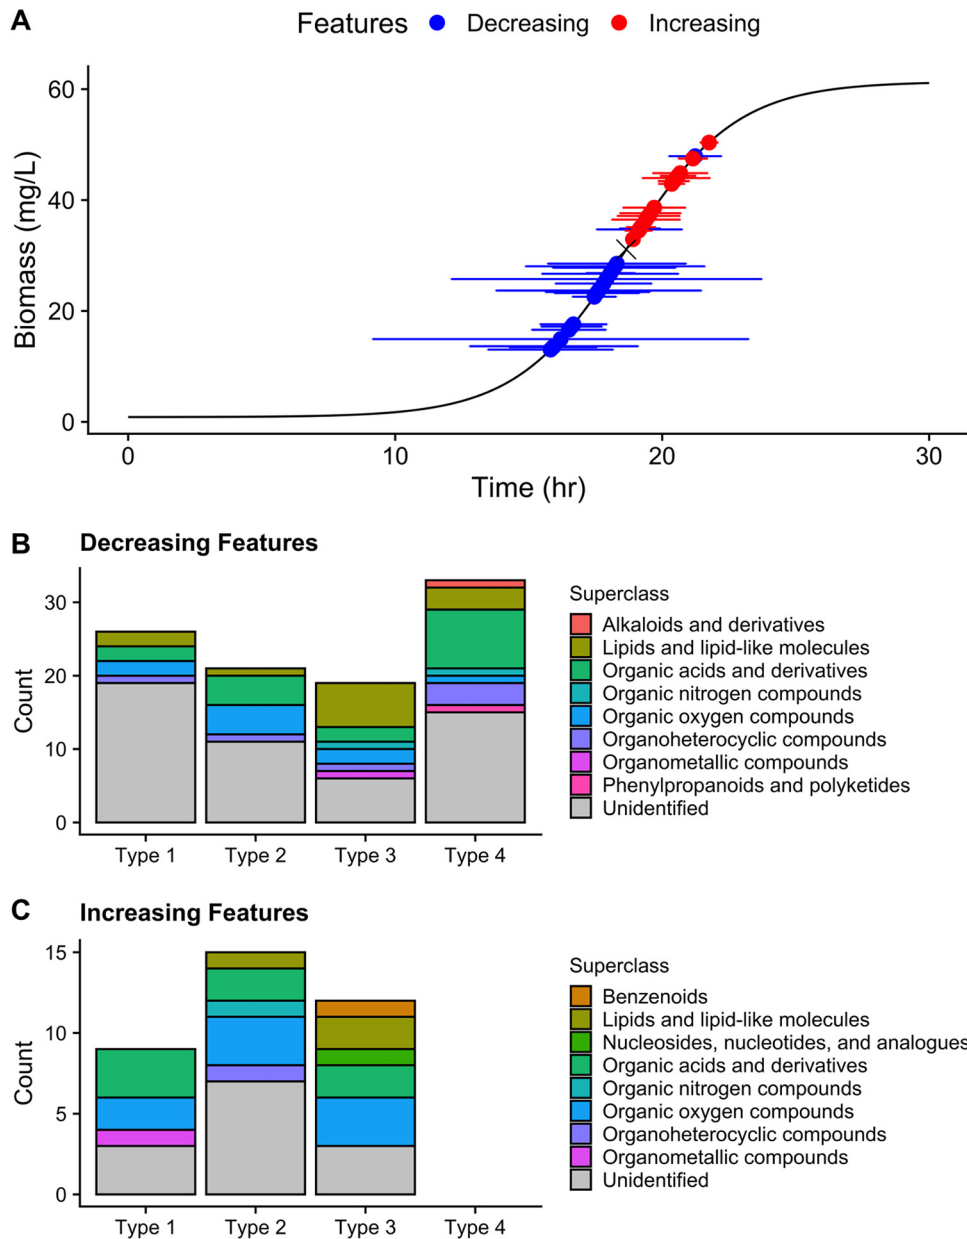 A
Features Decreasing Increasing
60
40
20
0
Biomass (mg/L)
0 10 20 30
Time (hr)
B Decreasing Features
30
20
10
0
Count
Type 1 Type 2 Type 3 Type 4
Superclass
Alkaloids and derivatives
Lipids and lipid-like molecules
Organic acids and derivatives
Organic nitrogen compounds
Organic oxygen compounds
Organoheterocyclic compounds
Organometallic compounds
Phenylpropanoids and polyketides
Unidentified
C Increasing Features
15
10
5
0
Count
Type 1 Type 2 Type 3 Type 4
Superclass
Benzenoids
Lipids and lipid-like molecules
Nucleosides, nucleotides, and analogues
Organic acids and derivatives
Organic nitrogen compounds
Organic oxygen compounds
Organoheterocyclic compounds
Organometallic compounds
Unidentified